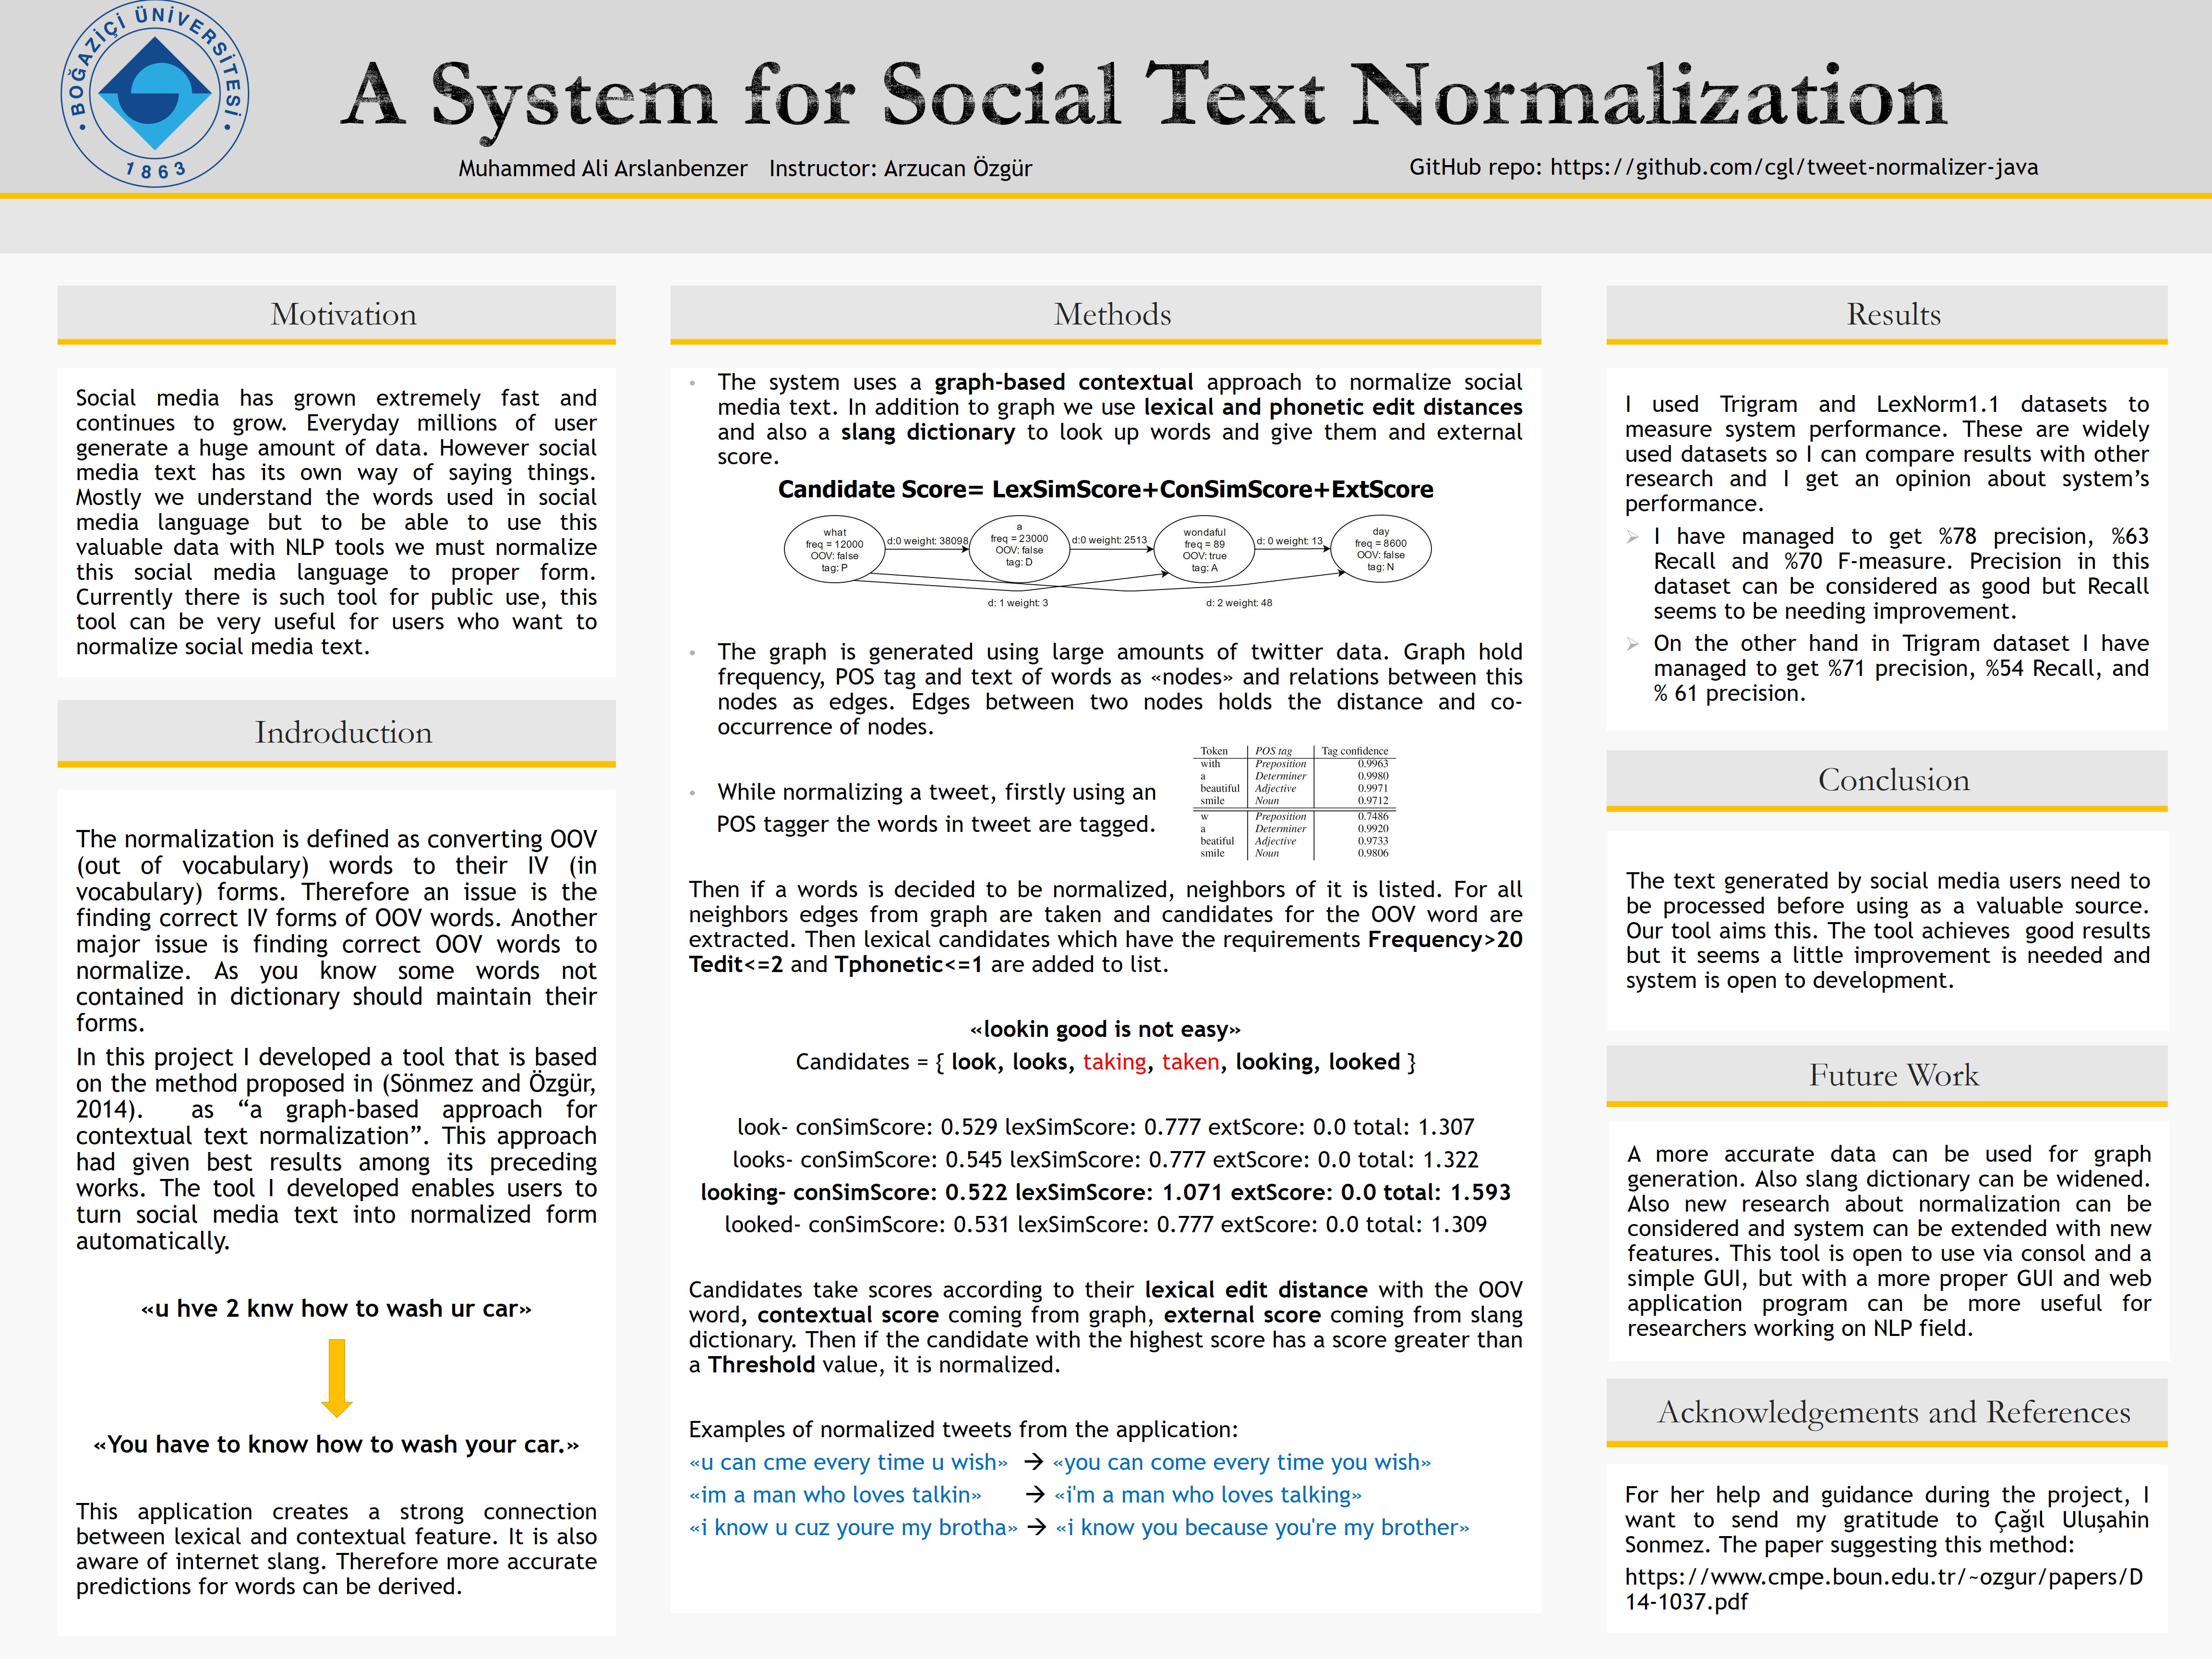 BOĞAZİÇİ ÜNİVERSİTESİ
1863
A System for Social Text Normalization
Muhammed Ali Arslanbenzer Instructor: Arzucan Özgür
GitHub repo: https://github.com/cgl/tweet-normalizer-java
Motivation
Social media has grown extremely fast and
continues to grow. Everyday millions of user
generate a huge amount of data. However social
media text has its own way of saying things.
Mostly we understand the words used in social
media language but to be able to use this
valuable data with NLP tools we must normalize
this social media language to proper form.
Currently there is such tool for public use, this
tool can be very useful for users who want to
normalize social media text.
Indroduction
The normalization is defined as converting OOV
(out of vocabulary) words to their IV (in
vocabulary) forms. Therefore an issue is the
finding correct IV forms of OOV words. Another
major issue is finding correct OOV words to
normalize. As you know some words not
contained in dictionary should maintain their
forms.
In this project I developed a tool that is based
on the method proposed in (Sönmez and Özgür,
2014). as “a graph-based approach for
contextual text normalization”. This approach
had given best results among its preceding
works. The tool I developed enables users to
turn social media text into normalized form
automatically.
«u hve 2 knw how to wash ur car»
«You have to know how to wash your car.»
This application creates a strong connection
between lexical and contextual feature. It is also
aware of internet slang. Therefore more accurate
predictions for words can be derived.
Methods
• The system uses a graph-based contextual approach to normalize social
media text. In addition to graph we use lexical and phonetic edit distances
and also a slang dictionary to look up words and give them and external
score.
Candidate Score= LexSimScore+ConSimScore+ExtScore
what
freq = 12000
OOV: false
tag: P
d:0 weight: 38098
a
freq = 23000
OOV: false
tag: D
d:0 weight: 2513
wondaful
freq = 89
OOV: true
tag: A
d: 0 weight: 13
day
freq = 8600
OOV: false
tag: N
d: 1 weight: 3
d: 2 weight: 48
• The graph is generated using large amounts of twitter data. Graph hold
frequency, POS tag and text of words as «nodes» and relations between this
nodes as edges. Edges between two nodes holds the distance and co-
occurrence of nodes.
• While normalizing a tweet, firstly using an
POS tagger the words in tweet are tagged.
Token POS tag Tag confidence
with Preposition 0.9963
a Determiner 0.9980
beautiful Adjective 0.9971
smile Noun 0.9712
w Preposition 0.7486
a Determiner 0.9920
beatiful Adjective 0.9733
smile Noun 0.9806
Then if a words is decided to be normalized, neighbors of it is listed. For all
neighbors edges from graph are taken and candidates for the OOV word are
extracted. Then lexical candidates which have the requirements Frequency>20
Tedit<=2 and Tphonetic<=1 are added to list.
«lookin good is not easy»
Candidates = { look, looks, taking, taken, looking, looked }
look- conSimScore: 0.529 lexSimScore: 0.777 extScore: 0.0 total: 1.307
looks- conSimScore: 0.545 lexSimScore: 0.777 extScore: 0.0 total: 1.322
looking- conSimScore: 0.522 lexSimScore: 1.071 extScore: 0.0 total: 1.593
looked- conSimScore: 0.531 lexSimScore: 0.777 extScore: 0.0 total: 1.309
Candidates take scores according to their lexical edit distance with the OOV
word, contextual score coming from graph, external score coming from slang
dictionary. Then if the candidate with the highest score has a score greater than
a Threshold value, it is normalized.
Examples of normalized tweets from the application:
«u can cme every time u wish» → «you can come every time you wish»
«im a man who loves talkin» → «i'm a man who loves talking»
«i know u cuz youre my brotha» → «i know you because you're my brother»
Results
I used Trigram and LexNorm1.1 datasets to
measure system performance. These are widely
used datasets so I can compare results with other
research and I get an opinion about system’s
performance.
➢ I have managed to get %78 precision, %63
Recall and %70 F-measure. Precision in this
dataset can be considered as good but Recall
seems to be needing improvement.
➢ On the other hand in Trigram dataset I have
managed to get %71 precision, %54 Recall, and
% 61 precision.
Conclusion
The text generated by social media users need to
be processed before using as a valuable source.
Our tool aims this. The tool achieves good results
but it seems a little improvement is needed and
system is open to development.
Future Work
A more accurate data can be used for graph
generation. Also slang dictionary can be widened.
Also new research about normalization can be
considered and system can be extended with new
features. This tool is open to use via consol and a
simple GUI, but with a more proper GUI and web
application program can be more useful for
researchers working on NLP field.
Acknowledgements and References
For her help and guidance during the project, I
want to send my gratitude to Çağıl Uluşahin
Sonmez. The paper suggesting this method:
https://www.cmpe.boun.edu.tr/~ozgur/papers/D
14-1037.pdf